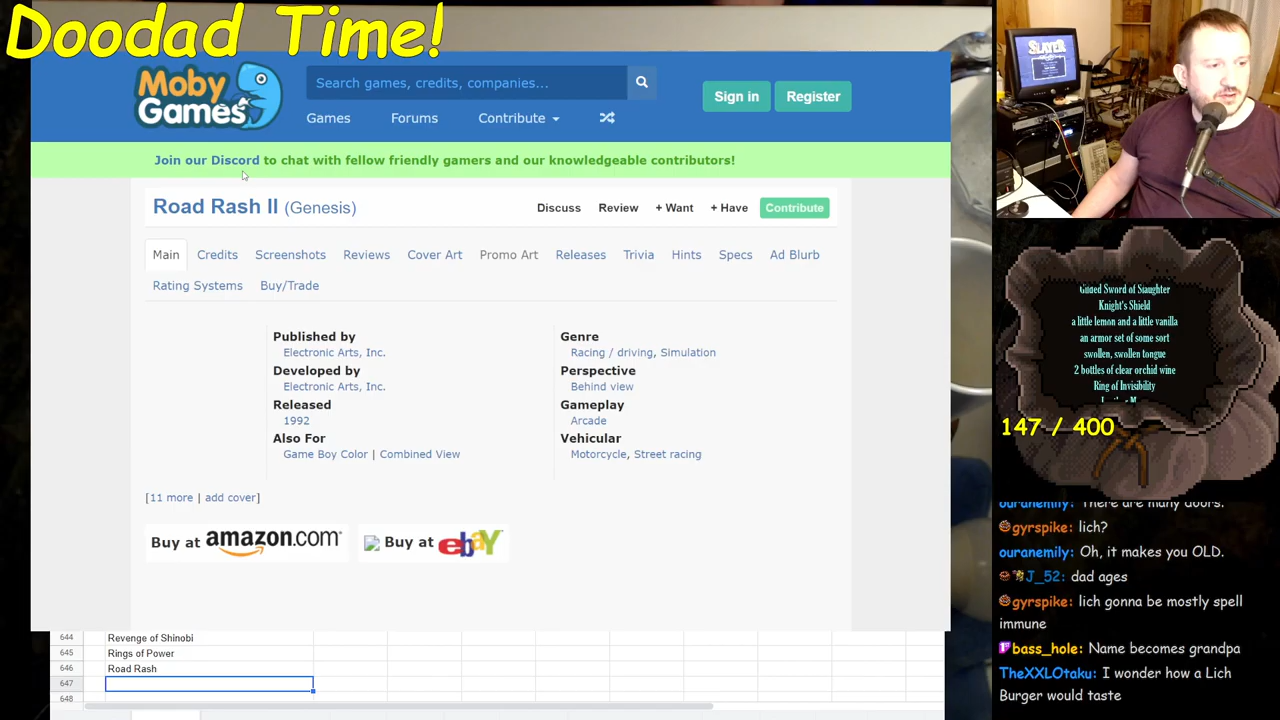 Doodad Time!
Moby Games
Search games, credits, companies...
Sign in
Register
Games
Forums
Contribute
Join our Discord to chat with fellow friendly gamers and our knowledgeable contributors!
Road Rash II (Genesis)
Discuss
Review
+ Want
+ Have
Contribute
Main
Credits
Screenshots
Reviews
Cover Art
Promo Art
Releases
Trivia
Hints
Specs
Ad Blurb
Rating Systems
Buy/Trade
Published by
Electronic Arts, Inc.
Developed by
Electronic Arts, Inc.
Released
1992
Also For
Game Boy Color | Combined View
Genre
Racing / driving, Simulation
Perspective
Behind view
Gameplay
Arcade
Vehicular
Motorcycle, Street racing
[11 more | add cover]
Buy at amazon.com
Buy at ebay
644 Revenge of Shinobi
645 Rings of Power
646 Road Rash
647
648
SLAYER
Gilded Sword of Slaughter
Knight's Shield
a little lemon and a little vanilla
an armor set of some sort
swollen, swollen tongue
2 bottles of clear orchid wine
Ring of Invisibility
147 / 400
ouranemily: There are many doors.
gyrspike: lich?
ouranemily: Oh, it makes you OLD.
J_52: dad ages
gyrspike: lich gonna be mostly spell
immune
bass_hole: Name becomes grandpa
TheXXLOtaku: I wonder how a Lich
Burger would taste